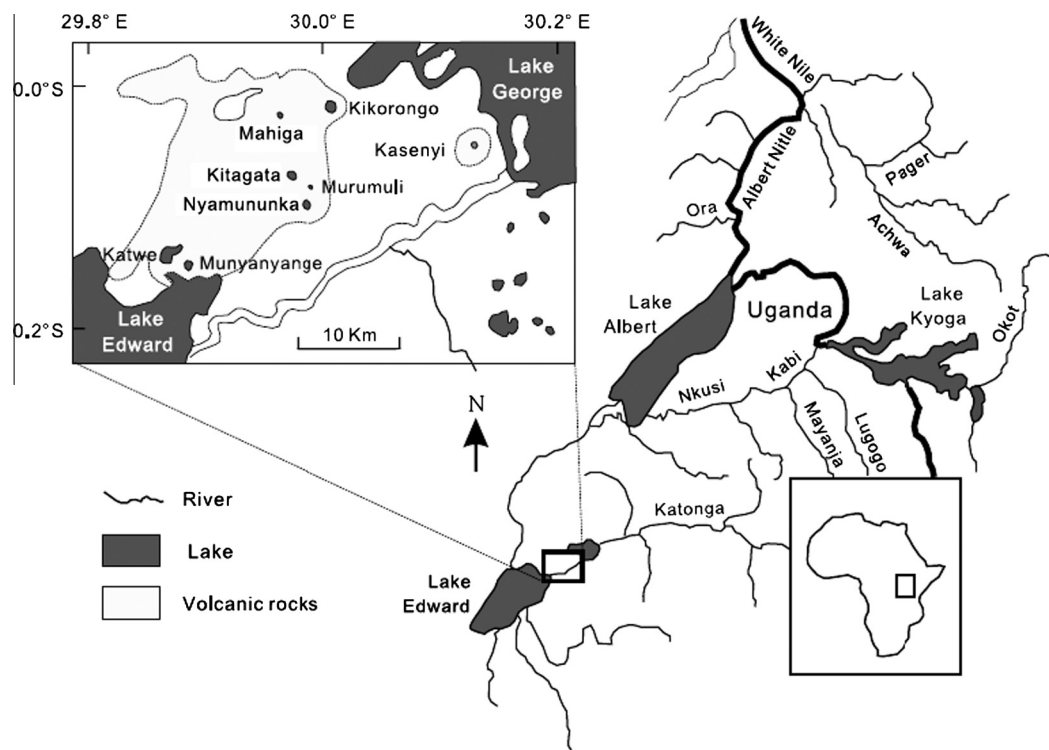 29.8° E
30.0° E
30.2° E
0.0°S
0.2°S
Lake
George
Kikorongo
Mahiga
Kasenyi
Kitagata
Murumuli
Nyamununka
Katwe
Munyanyange
Lake
Edward
10 Km
N
River
Lake
Volcanic rocks
White Nile
Albert Nitle
Pager
Ora
Achwa
Lake
Albert
Uganda
Lake
Kyoga
Okot
Kabi
Nkusi
Mayanja
Lugogo
Katonga
Lake
Edward